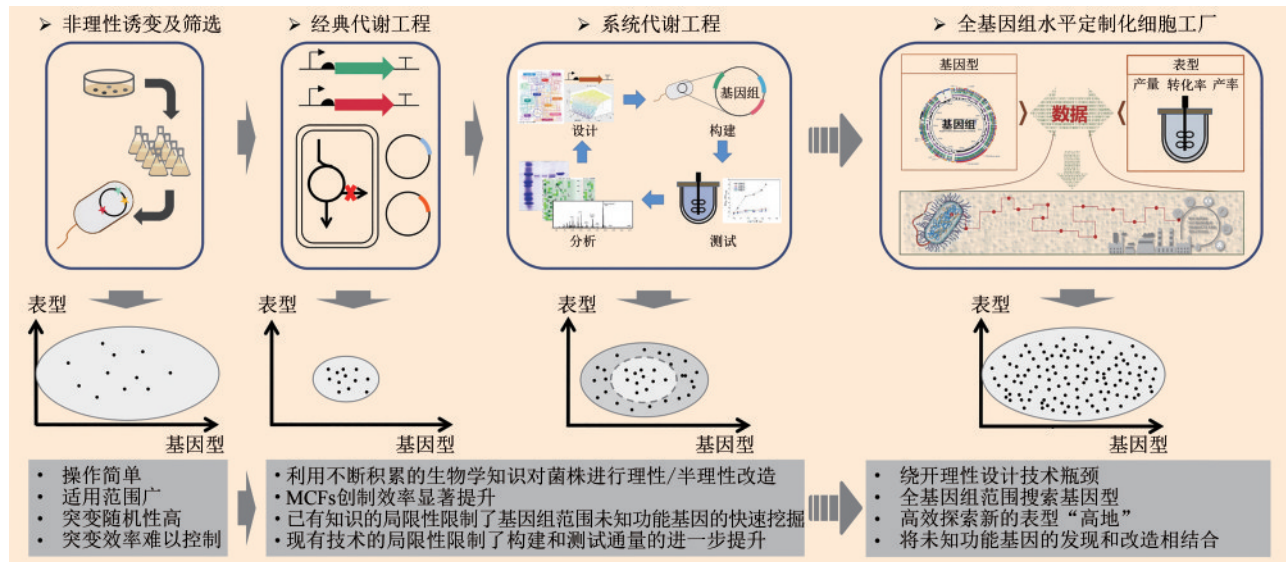 ➢ 非理性诱变及筛选
➢ 经典代谢工程
➢ 系统代谢工程
➢ 全基因组水平定制化细胞工厂
基因组
设计
构建
分析
测试
基因型
基因组
数据
表型
产量 转化率 产率
表型
基因型
表型
基因型
表型
基因型
表型
基因型
• 操作简单
• 适用范围广
• 突变随机性高
• 突变效率难以控制
• 利用不断积累的生物学知识对菌株进行理性/半理性改造
• MCFs创制效率显著提升
• 已有知识的局限性限制了基因组范围未知功能基因的快速挖掘
• 现有技术的局限性限制了构建和测试通量的进一步提升
• 绕开理性设计技术瓶颈
• 全基因组范围搜索基因型
• 高效探索新的表型“高地”
• 将未知功能基因的发现和改造相结合